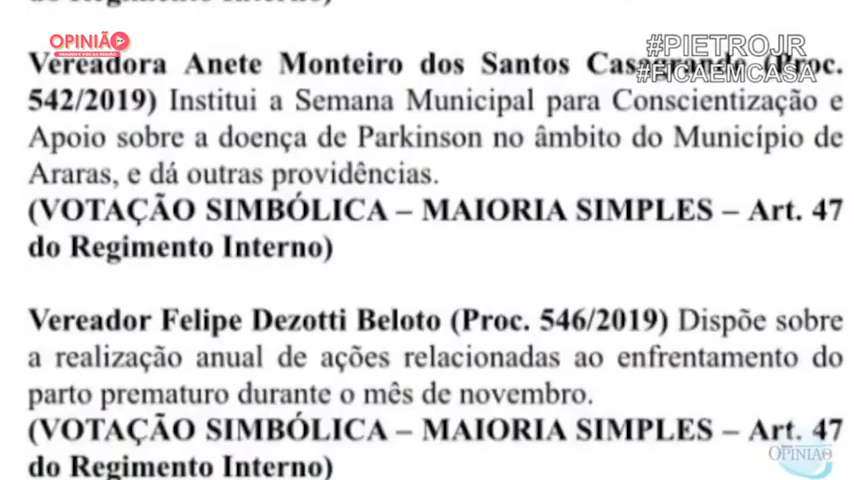 do Regimento Interno)
OPINIÃO
#PIETROJR
#FICAEMCASA
Vereadora Anete Monteiro dos Santos Casagrande (Proc.
542/2019) Institui a Semana Municipal para Conscientização e
Apoio sobre a doença de Parkinson no âmbito do Município de
Araras, e dá outras providências.
(VOTAÇÃO SIMBÓLICA – MAIORIA SIMPLES – Art. 47
do Regimento Interno)
Vereador Felipe Dezotti Beloto (Proc. 546/2019) Dispõe sobre
a realização anual de ações relacionadas ao enfrentamento do
parto prematuro durante o mês de novembro.
(VOTAÇÃO SIMBÓLICA – MAIORIA SIMPLES – Art. 47
do Regimento Interno)
OPINIÃO